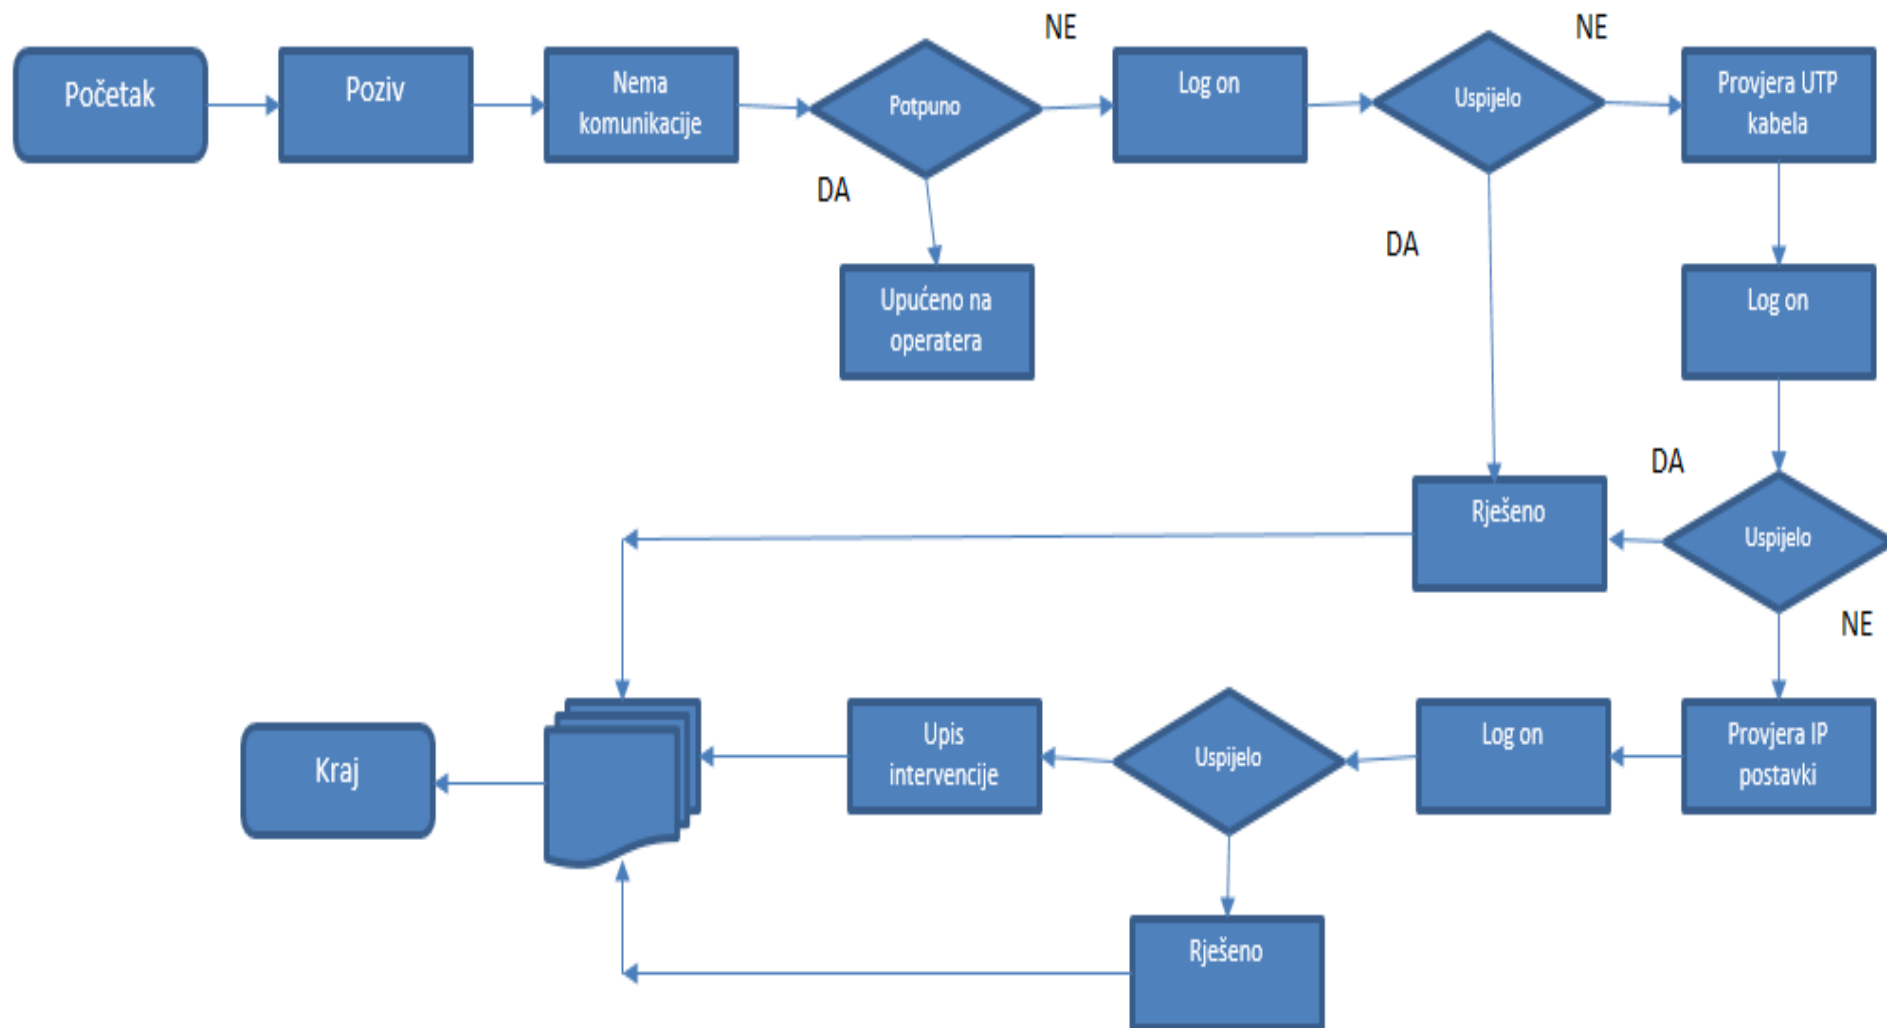 Početak
Poziv
Nema
komunikacije
Potpuno
NE
Log on
Uspijelo
NE
Provjera UTP
kabela
DA
Upućeno na
operatera
DA
Log on
DA
Rješeno
Uspijelo
NE
Provjera IP
postavki
Log on
Uspijelo
Upis
intervencije
Kraj
Rješeno